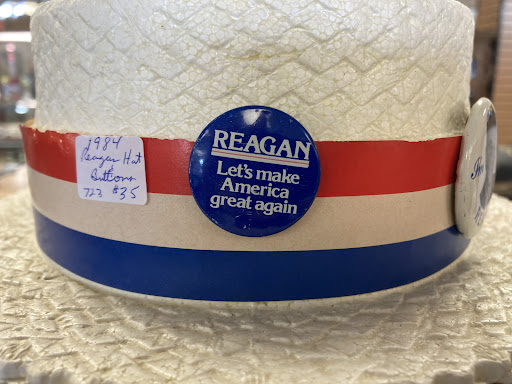 1984
Reagan Hat
Buttons
723 $35
REAGAN
Let's make
America
great again